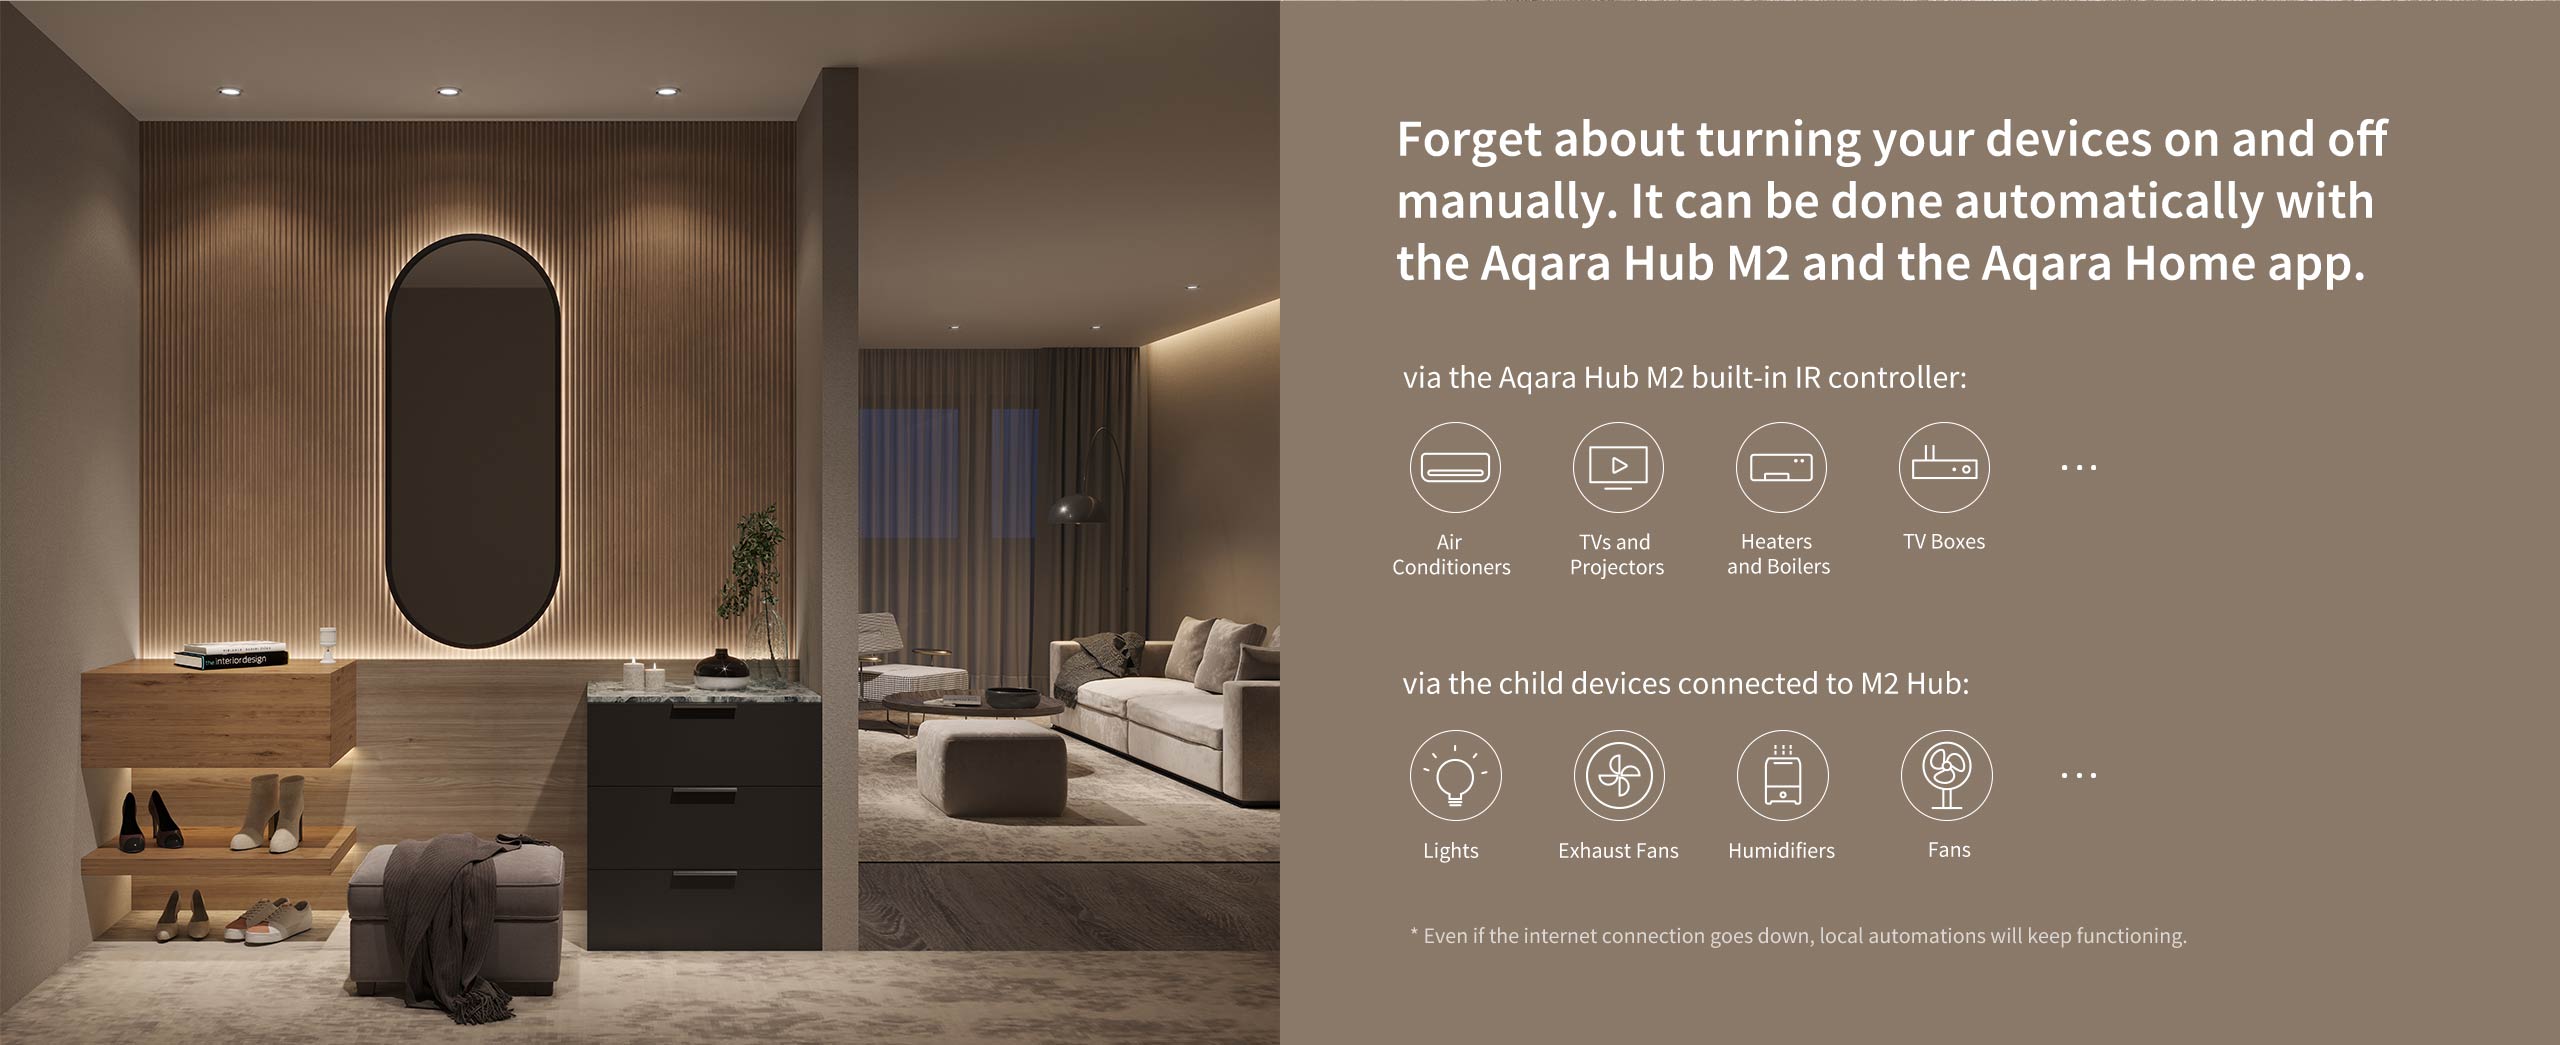 Forget about turning your devices on and off
manually. It can be done automatically with
the Aqara Hub M2 and the Aqara Home app.
via the Aqara Hub M2 built-in IR controller:
Air
Conditioners
TVs and
Projectors
Heaters
and Boilers
TV Boxes
...
via the child devices connected to M2 Hub:
Lights
Exhaust Fans
Humidifiers
Fans
...
* Even if the internet connection goes down, local automations will keep functioning.
the interiordesign